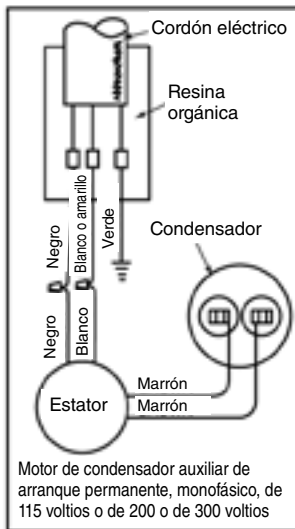 Cordón eléctrico
Resina
orgánica
Negro
Blanco o amarillo
Verde
Condensador
Negro
Blanco
Estator
Marrón
Marrón
Motor de condensador auxiliar de
arranque permanente, monofásico, de
115 voltios o de 200 o de 300 voltios